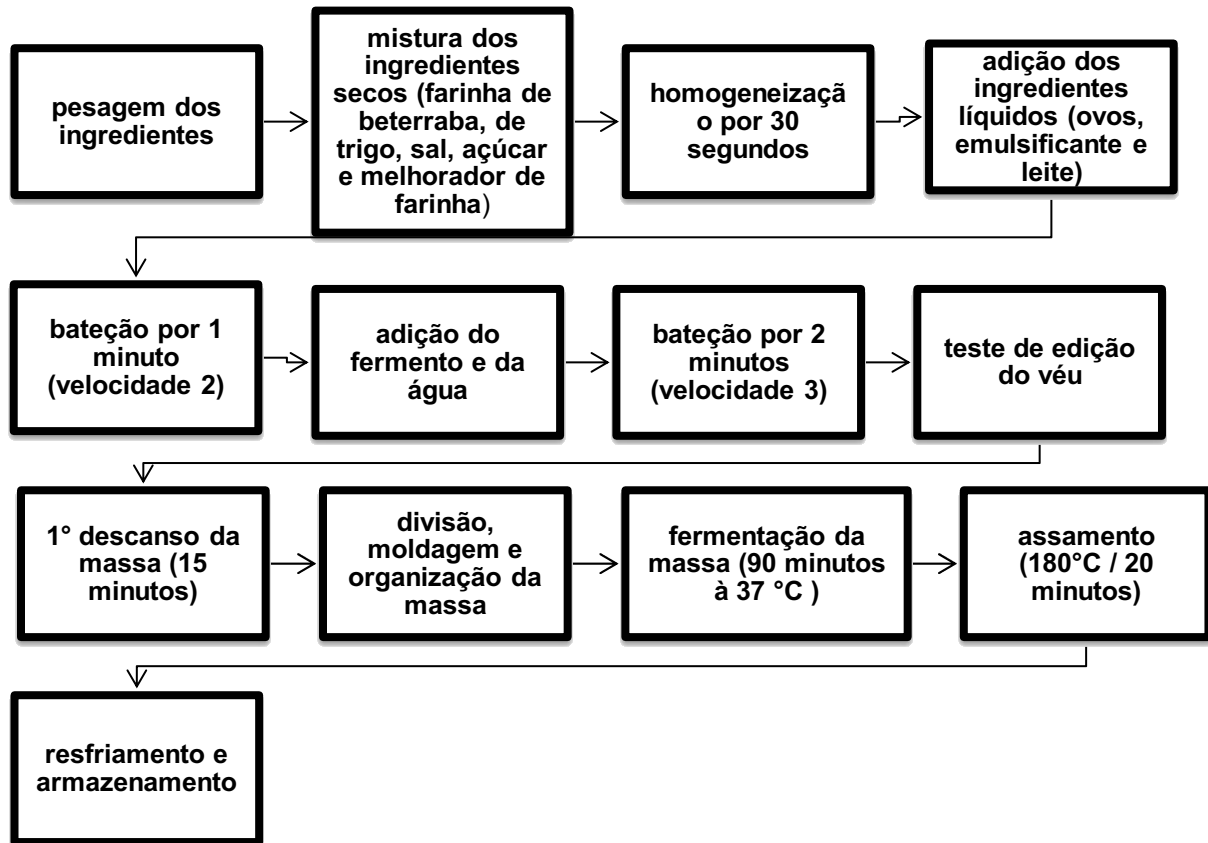 pesagem dos
ingredientes
mistura dos
ingredientes
secos (farinha de
beterraba, de
trigo, sal, açúcar
e melhorador de
farinha)
homogeneizaçã
o por 30
segundos
adição dos
ingredientes
líquidos (ovos,
emulsificante e
leite)
bateção por 1
minuto
(velocidade 2)
adição do
fermento e da
água
bateção por 2
minutos
(velocidade 3)
teste de edição
do véu
1° descanso da
massa (15
minutos)
divisão,
moldagem e
organização da
massa
fermentação da
massa (90 minutos
à 37 °C )
assamento
(180°C / 20
minutos)
resfriamento e
armazenamento